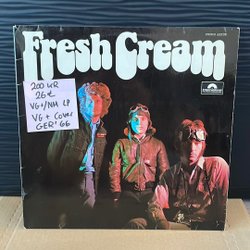 Fresh Cream
200 UR
26€
VG+/NM LP
VG+ Cover
GER' 66